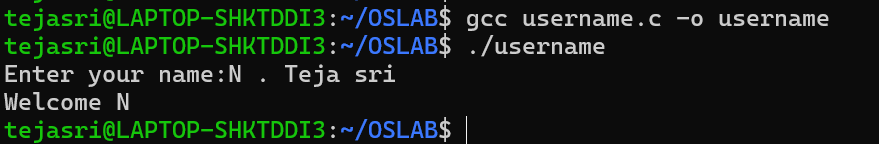 tejasri@LAPTOP-SHKTDDI3:~/OSLAB$ gcc username.c -o username
tejasri@LAPTOP-SHKTDDI3:~/OSLAB$ ./username
Enter your name:N . Teja sri
Welcome N
tejasri@LAPTOP-SHKTDDI3:~/OSLAB$